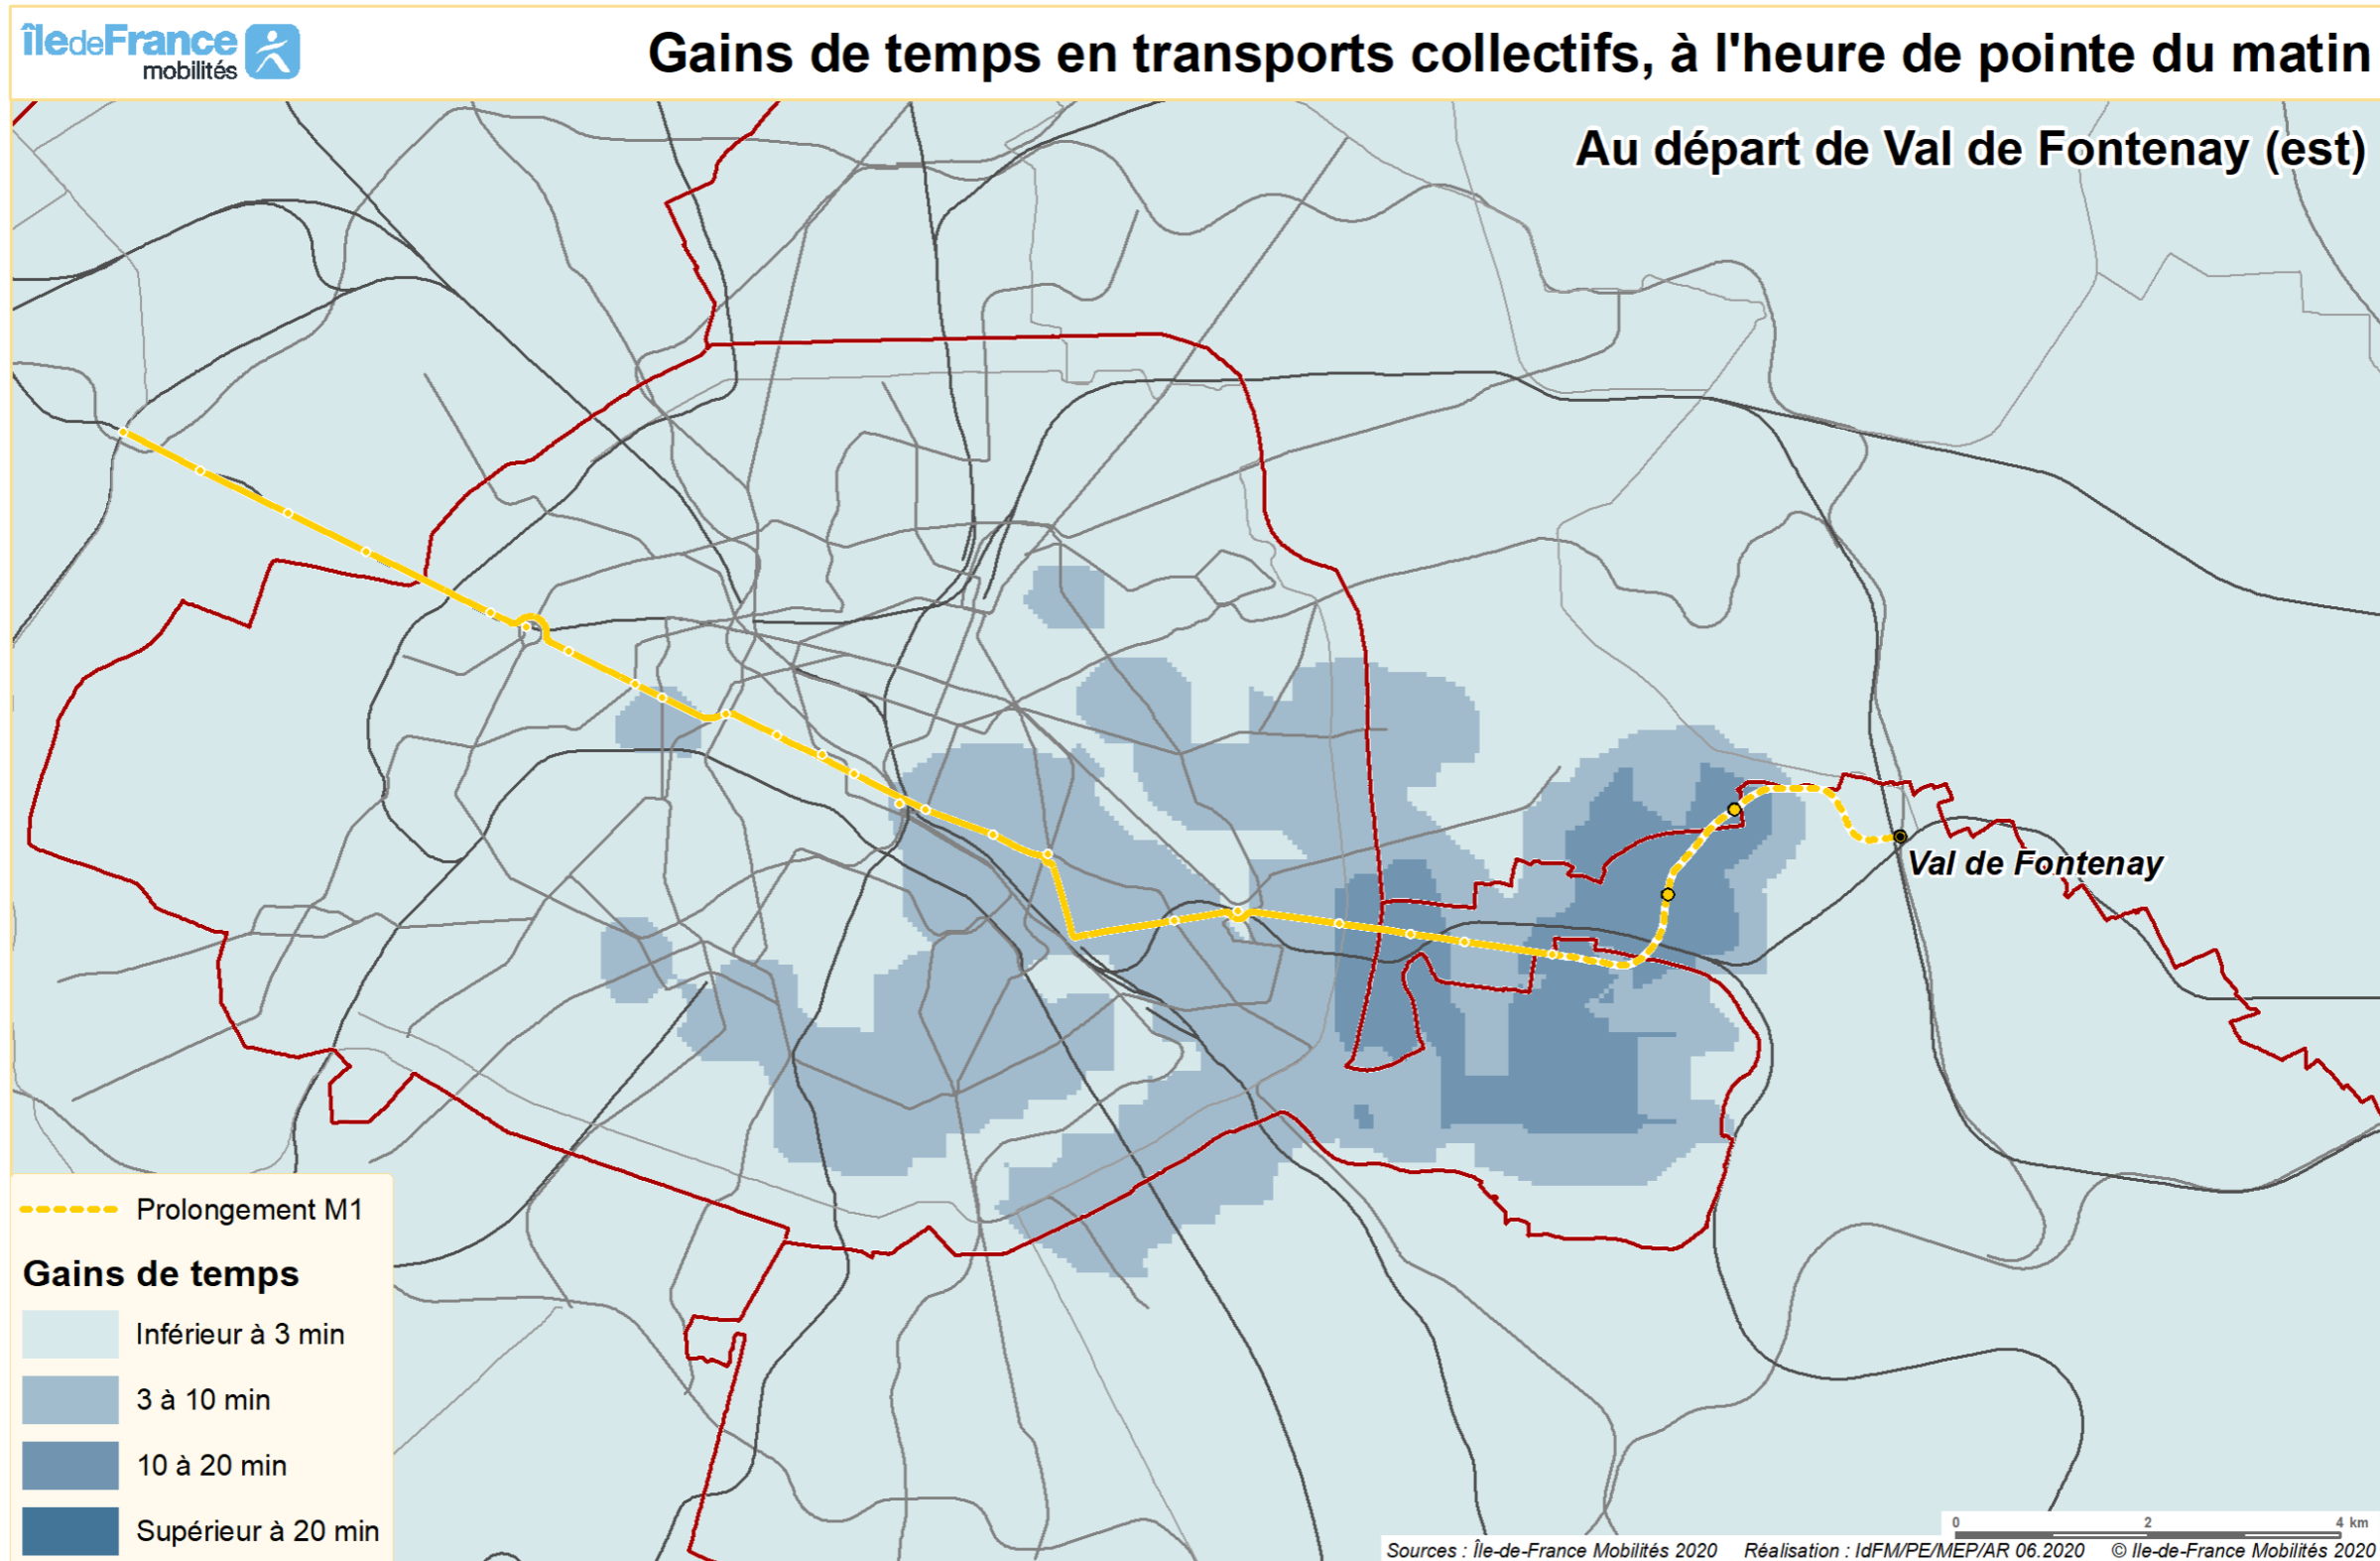 îledeFrance
mobilités
Gains de temps en transports collectifs, à l'heure de pointe du matin
Au départ de Val de Fontenay (est)
Val de Fontenay
Prolongement M1
Gains de temps
Inférieur à 3 min
3 à 10 min
10 à 20 min
Supérieur à 20 min
0 2 4 km
Sources : Île-de-France Mobilités 2020 Réalisation : IdFM/PE/MEP/AR 06.2020 © Ile-de-France Mobilités 2020